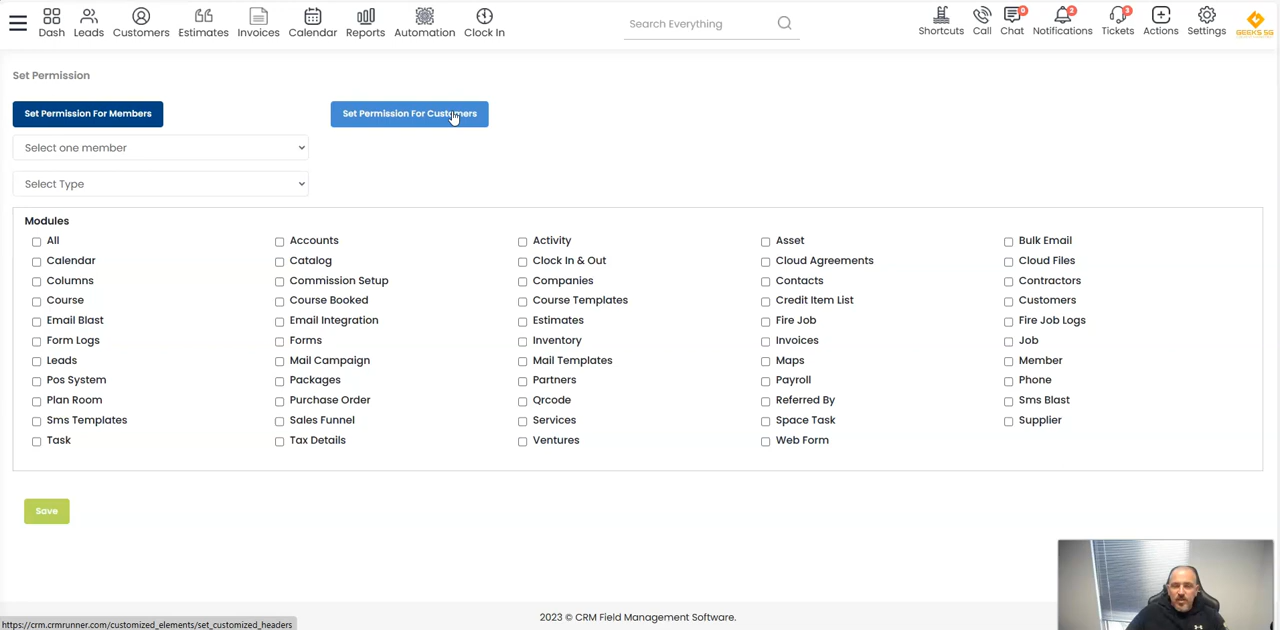 Dash Leads Customers Estimates Invoices Calendar Reports Automation Clock In
Search Everything
Shortcuts Call Chat Notifications Tickets Actions Settings
0 2 3
GEEKS 5G
Set Permission
Set Permission For Members Set Permission For Customers
Select one member
Select Type
Modules
All Accounts Activity Asset Bulk Email
Calendar Catalog Clock In & Out Cloud Agreements Cloud Files
Columns Commission Setup Companies Contacts Contractors
Course Course Booked Course Templates Credit Item List Customers
Email Blast Email Integration Estimates Fire Job Fire Job Logs
Form Logs Forms Inventory Invoices Job
Leads Mail Campaign Mail Templates Maps Member
Pos System Packages Partners Payroll Phone
Plan Room Purchase Order Qrcode Referred By Sms Blast
Sms Templates Sales Funnel Services Space Task Supplier
Task Tax Details Ventures Web Form
Save
2023 © CRM Field Management Software.
https://crm.crmrunner.com/customized_elements/set_customized_headers